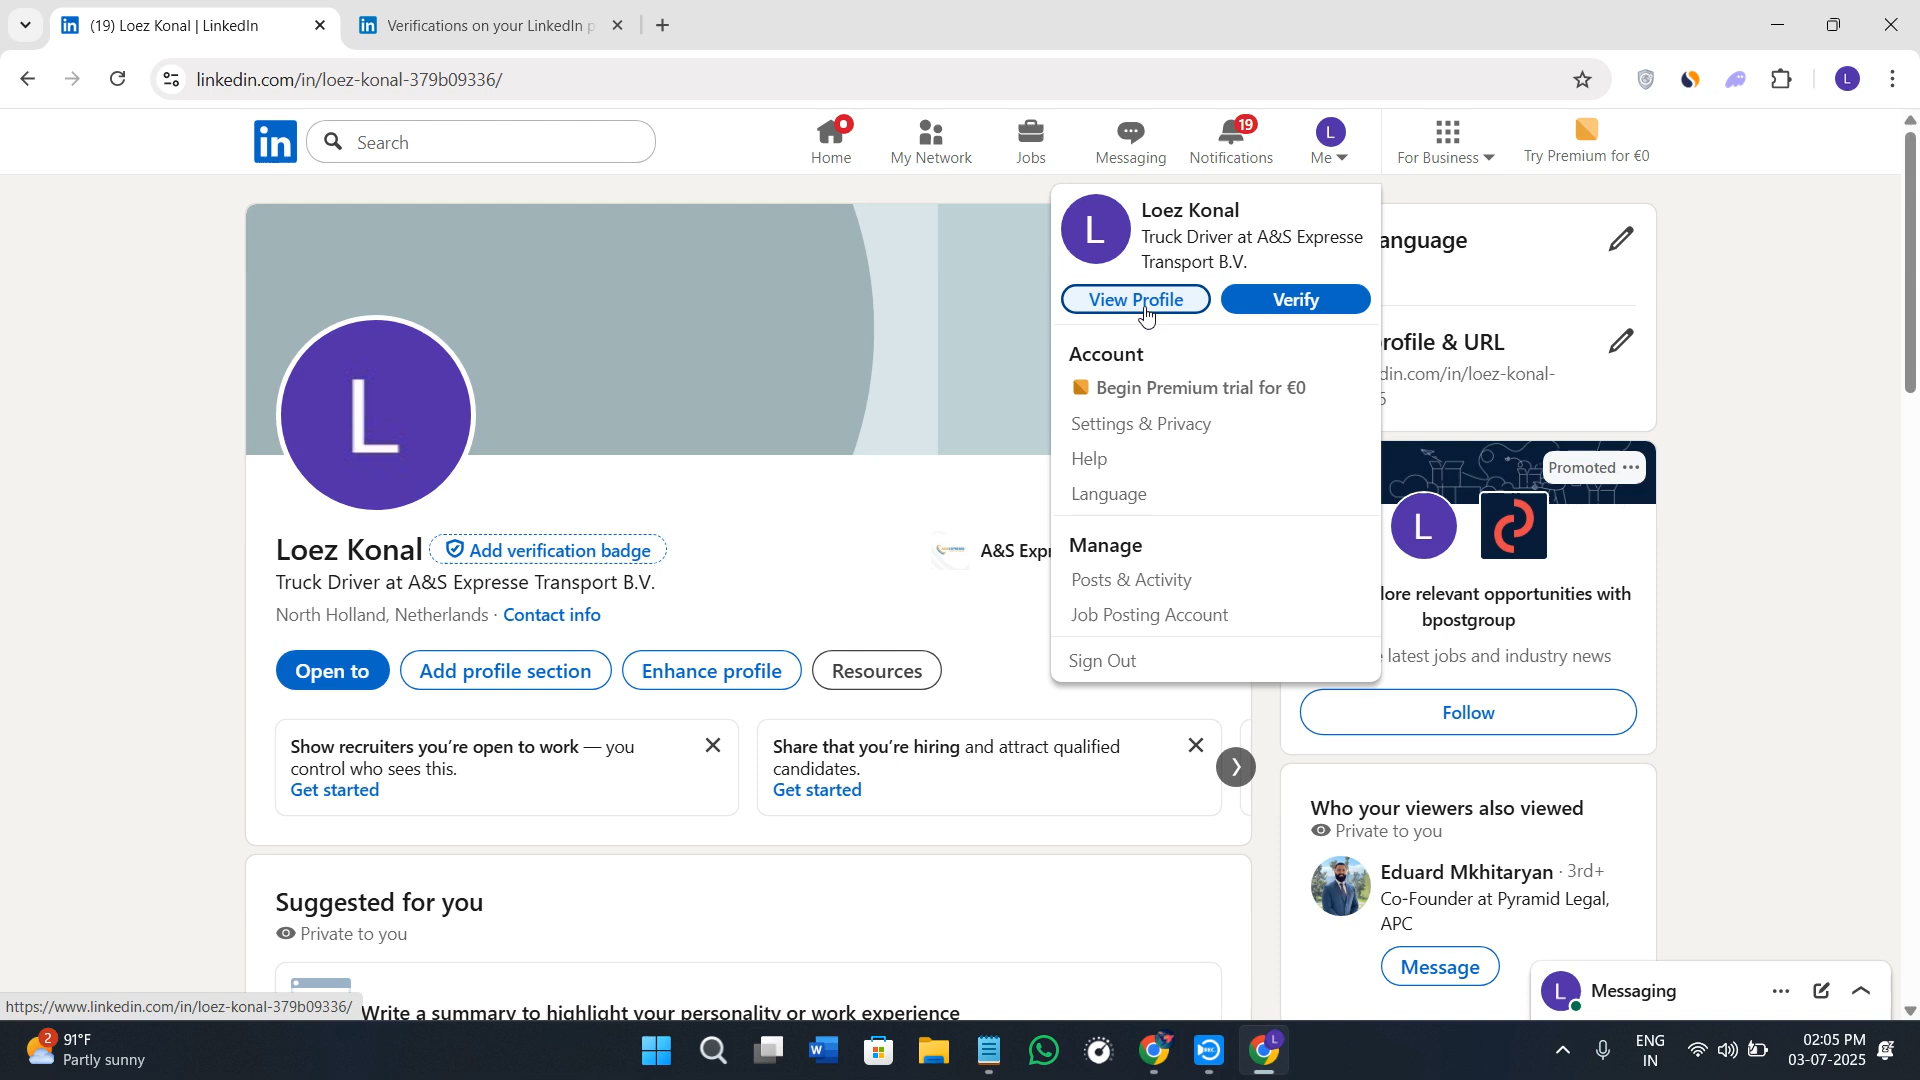 (19) Loez Konal | LinkedIn
Verifications on your LinkedIn p
linkedin.com/in/loez-konal-379b09336/
L
in
Search
Home
My Network
Jobs
Messaging
19
Notifications
L
Me
For Business
Try Premium for €0
L
Loez Konal
Truck Driver at A&S Expresse
Transport B.V.
View Profile
Verify
Account
Begin Premium trial for €0
Settings & Privacy
Help
Language
Manage
Posts & Activity
Job Posting Account
Sign Out
L
Loez Konal
Add verification badge
Truck Driver at A&S Expresse Transport B.V.
North Holland, Netherlands · Contact info
A&S Expr
Open to
Add profile section
Enhance profile
Resources
Show recruiters you're open to work — you
control who sees this.
Get started
Share that you're hiring and attract qualified
candidates.
Get started
Suggested for you
Private to you
Write a summary to highlight your personality or work experience
anguage
rofile & URL
din.com/in/loez-konal-
Promoted
L
lore relevant opportunities with
bpostgroup
latest jobs and industry news
Follow
Who your viewers also viewed
Private to you
Eduard Mkhitaryan · 3rd+
Co-Founder at Pyramid Legal,
APC
Message
L
Messaging
https://www.linkedin.com/in/loez-konal-379b09336/
2
91°F
Partly sunny
ENG
IN
02:05 PM
03-07-2025